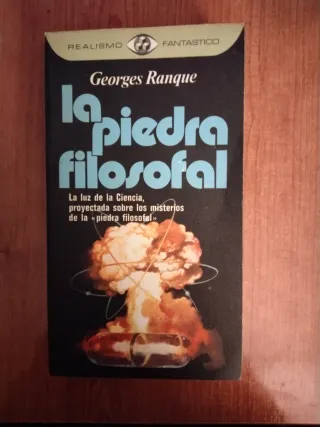 REALISMO FANTASTICO
Georges Ranque
la
piedra
filosofal
La luz de la Ciencia,
proyectada sobre los misterios
de la «piedra filosofal»